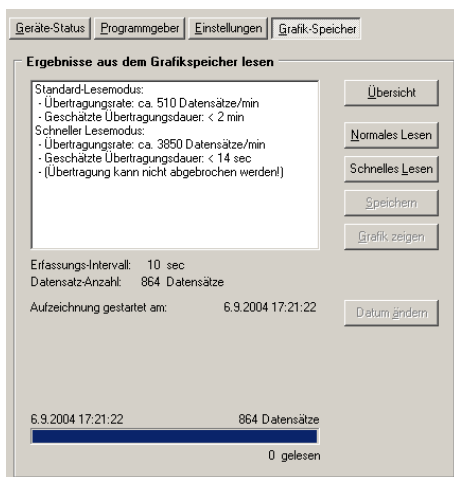 Geräte-Status Programmgeber Einstellungen Grafik-Speicher
Ergebnisse aus dem Grafikspeicher lesen
Standard-Lesemodus:
- Übertragungsrate: ca. 510 Datensätze/min
- Geschätzte Übertragungsdauer: < 2 min
Schneller Lesemodus:
- Übertragungsrate: ca. 3850 Datensätze/min
- Geschätzte Übertragungsdauer: < 14 sec
- (Übertragung kann nicht abgebrochen werden!)
Übersicht
Normales Lesen
Schnelles Lesen
Speichern
Grafik zeigen
Erfassungs-Intervall: 10 sec
Datensatz-Anzahl: 864 Datensätze
Aufzeichnung gestartet am: 6.9.2004 17:21:22
Datum ändern
6.9.2004 17:21:22 864 Datensätze
0 gelesen